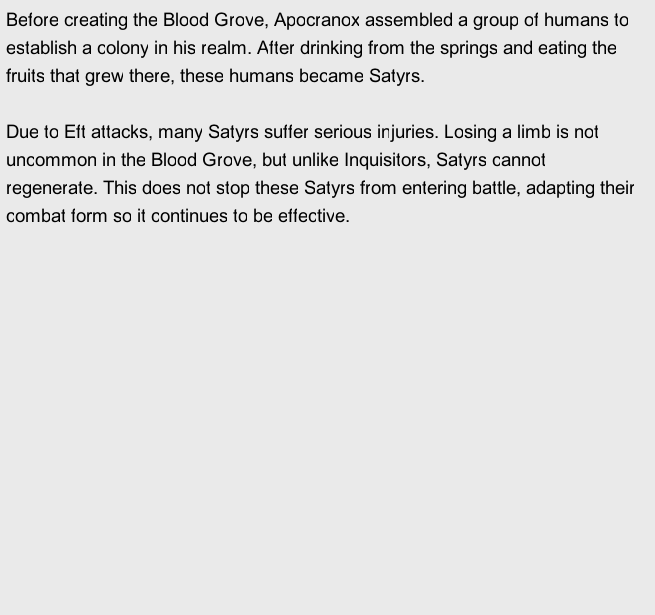 Before creating the Blood Grove, Apocranox assembled a group of humans to
establish a colony in his realm. After drinking from the springs and eating the
fruits that grew there, these humans became Satyrs.

Due to Eft attacks, many Satyrs suffer serious injuries. Losing a limb is not
uncommon in the Blood Grove, but unlike Inquisitors, Satyrs cannot
regenerate. This does not stop these Satyrs from entering battle, adapting their
combat form so it continues to be effective.